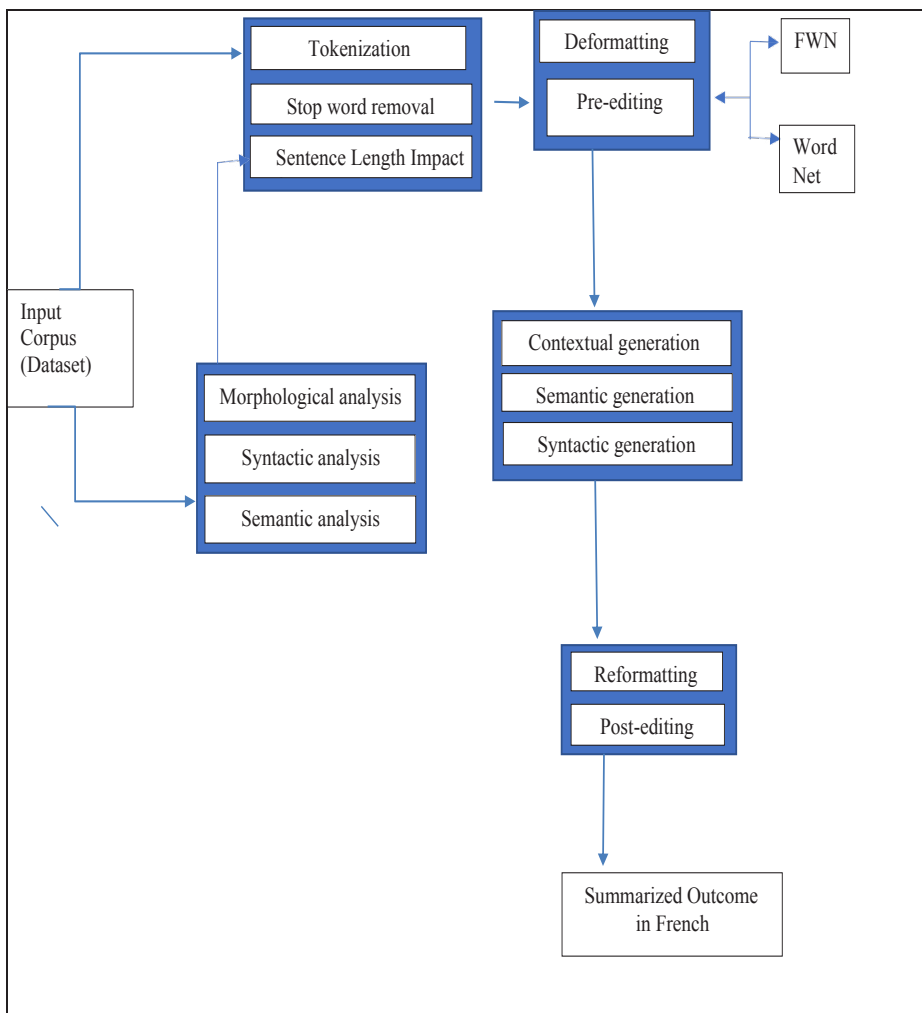 Tokenization
Stop word removal
Sentence Length Impact
Deformatting
Pre-editing
FWN
Word
Net
Input
Corpus
(Dataset)
Morphological analysis
Syntactic analysis
Semantic analysis
Contextual generation
Semantic generation
Syntactic generation
Reformatting
Post-editing
Summarized Outcome
in French